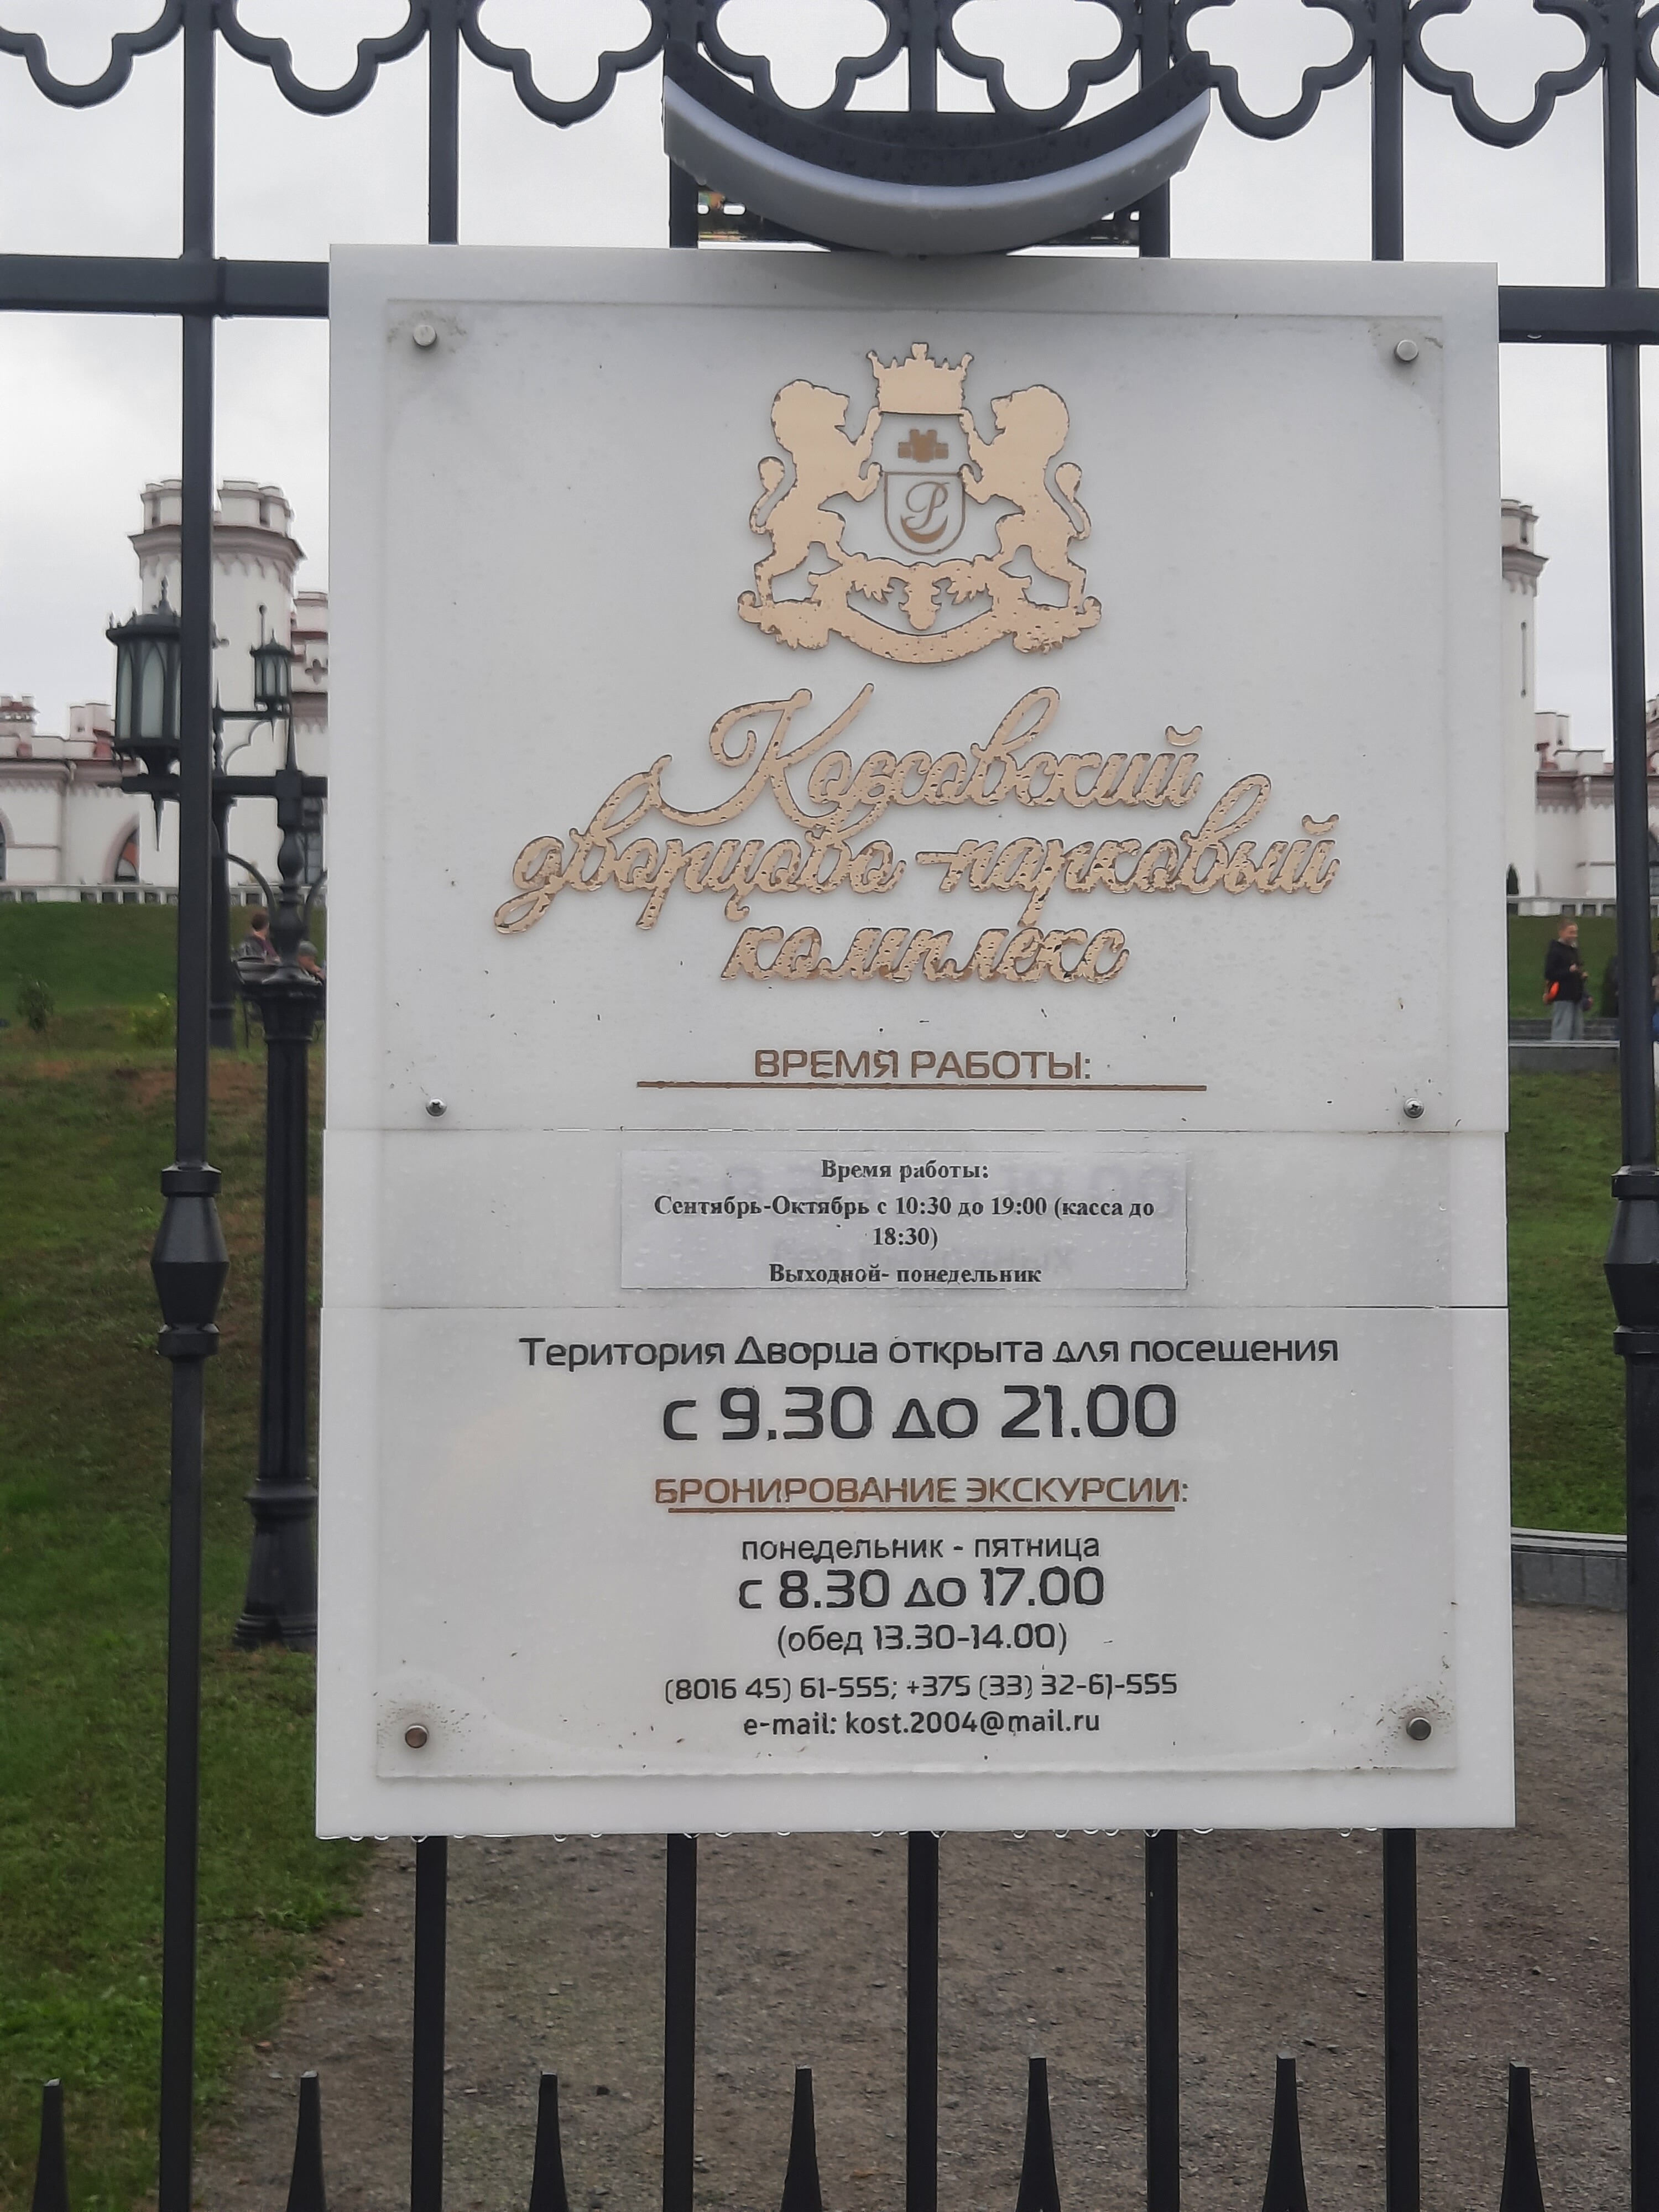 Р
Коссовский
дворцово-парковый
комплекс
ВРЕМЯ РАБОТЫ:
Время работы:
Сентябрь-Октябрь с 10:30 до 19:00 (касса до
18:30)
Выходной- понедельник
Територия Дворца открыта для посещения
с 9.30 до 21.00
БРОНИРОВАНИЕ ЭКСКУРСИИ:
понедельник - пятница
с 8.30 до 17.00
(обед 13.30-14.00)
(8016 45) 61-555; +375 (33) 32-61-555
e-mail: kost.2004@mail.ru